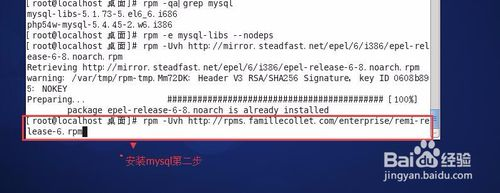 [root@localhost 桌面]# rpm -qa|grep mysql
mysql-libs-5.1.73-5.el6_6.i686
php54w-mysql-5.4.45-2.w6.i386
[root@localhost 桌面]# rpm -e mysql-libs --nodeps
[root@localhost 桌面]# rpm -Uvh http://mirror.steadfast.net/epel/6/i386/epel-rel
ease-6-8.noarch.rpm
Retrieving http://mirror.steadfast.net/epel/6/i386/epel-release-6-8.noarch.rpm
warning: /var/tmp/rpm-tmp.Mm72DK: Header V3 RSA/SHA256 Signature, key ID 0608b89
5: NOKEY
Preparing... ########################################### [100%]
package epel-release-6-8.noarch is already installed
[root@localhost 桌面]# rpm -Uvh http://rpms.famillecollet.com/enterprise/remi-re
lease-6.rpm
安装mysql第二步
Baidu 经验
jingyan.baidu.com